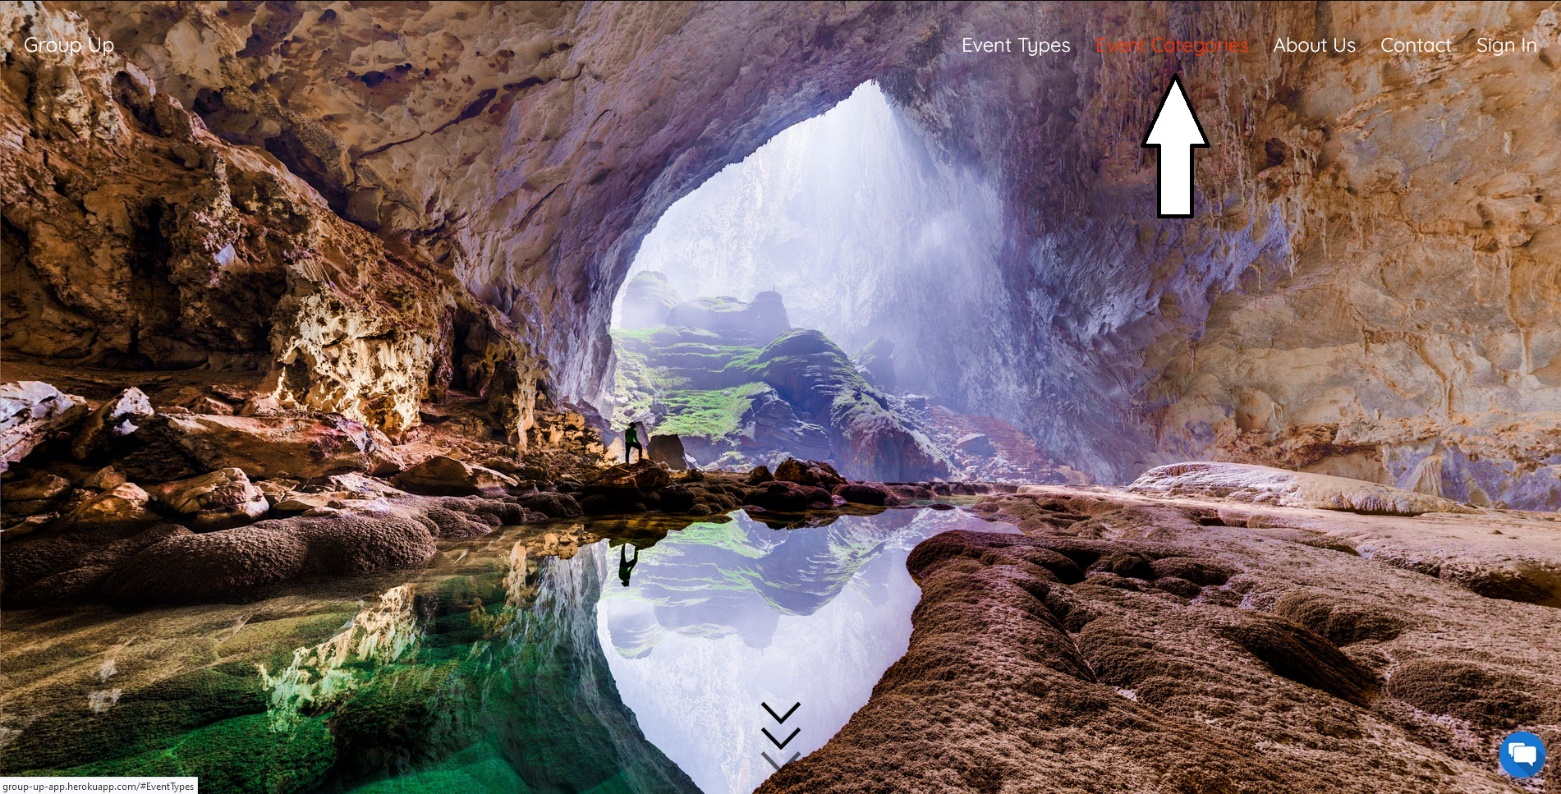 Group Up
Event Types
Event Categories
About Us
Contact
Sign In
group-up-app.herokuapp.com/#EventTypes